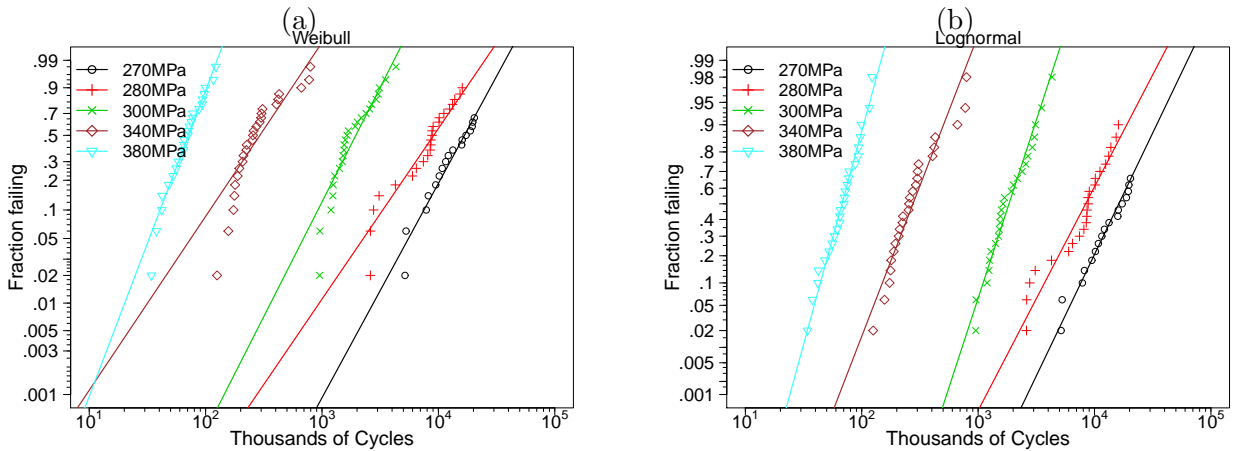 (a)
Weibull
.99
.9
.7
.5
.3
.2
.1
.05
.02
.01
.005
.003
.001
Fraction failing
270MPa
280MPa
300MPa
340MPa
380MPa
10^1 10^2 10^3 10^4 10^5
Thousands of Cycles
(b)
Lognormal
.99
.98
.95
.9
.8
.7
.6
.4
.3
.2
.1
.05
.02
.005
.001
Fraction failing
270MPa
280MPa
300MPa
340MPa
380MPa
10^1 10^2 10^3 10^4 10^5
Thousands of Cycles